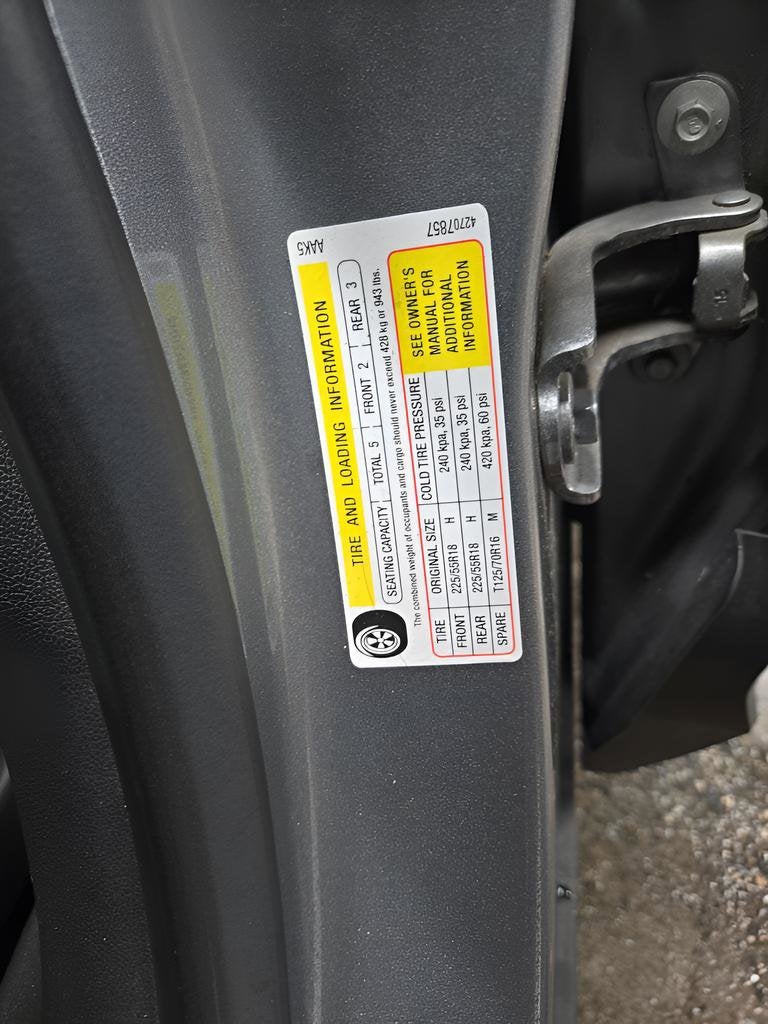 TIRE AND LOADING INFORMATION
AAK5
SEATING CAPACITY TOTAL 5 FRONT 2 REAR 3
The combined weight of occupants and cargo should never exceed 428 kg or 943 lbs.
TIRE ORIGINAL SIZE COLD TIRE PRESSURE
FRONT 225/55R18 H 240 kpa, 35 psi
REAR 225/55R18 H 240 kpa, 35 psi
SPARE T125/70R16 M 420 kpa, 60 psi
SEE OWNER'S
MANUAL FOR
ADDITIONAL
INFORMATION
42707857